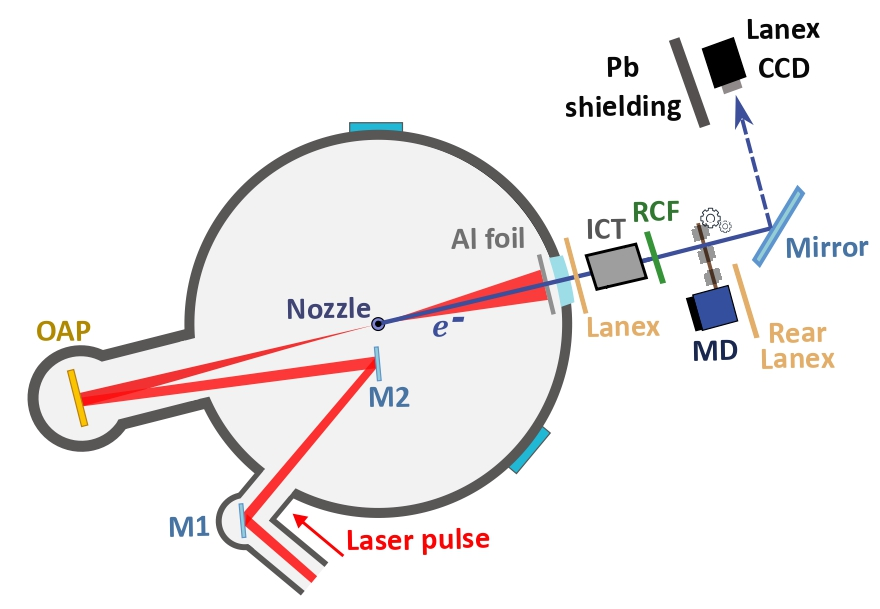 Lanex
CCD
Pb
shielding
RCF
ICT
Al foil
Mirror
Nozzle
e-
Lanex
OAP
MD
Rear
Lanex
M2
M1
Laser pulse